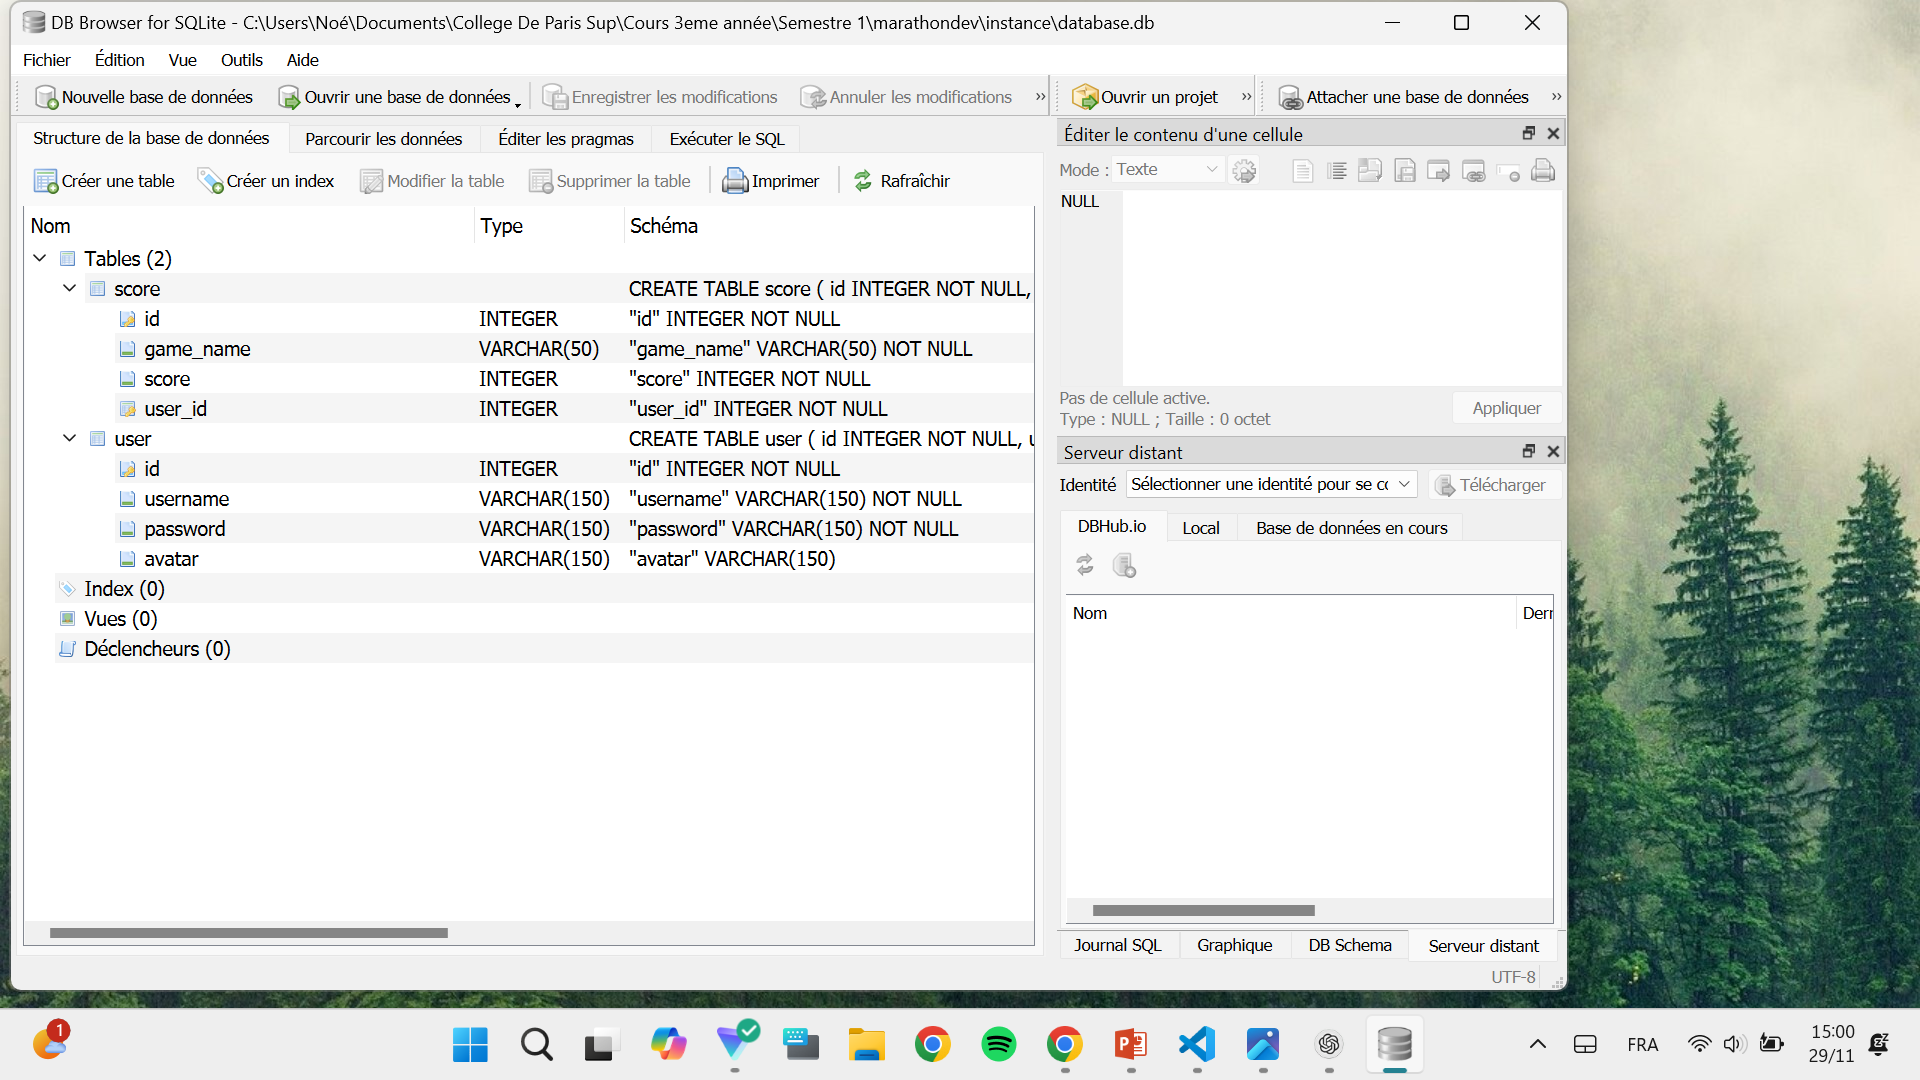 DB Browser for SQLite - C:\Users\Noé\Documents\College De Paris Sup\Cours 3eme année\Semestre 1\marathondev\instance\database.db
Fichier Édition Vue Outils Aide
Nouvelle base de données Ouvrir une base de données Enregistrer les modifications Annuler les modifications » Ouvrir un projet » Attacher une base de données »
Structure de la base de données Parcourir les données Éditer les pragmas Exécuter le SQL
Créer une table Créer un index Modifier la table Supprimer la table Imprimer Rafraîchir
Nom Type Schéma
Tables (2)
score CREATE TABLE score ( id INTEGER NOT NULL,
id INTEGER "id" INTEGER NOT NULL
game_name VARCHAR(50) "game_name" VARCHAR(50) NOT NULL
score INTEGER "score" INTEGER NOT NULL
user_id INTEGER "user_id" INTEGER NOT NULL
user CREATE TABLE user ( id INTEGER NOT NULL, u
id INTEGER "id" INTEGER NOT NULL
username VARCHAR(150) "username" VARCHAR(150) NOT NULL
password VARCHAR(150) "password" VARCHAR(150) NOT NULL
avatar VARCHAR(150) "avatar" VARCHAR(150)
Index (0)
Vues (0)
Déclencheurs (0)
Éditer le contenu d'une cellule
Mode : Texte
NULL
Pas de cellule active.
Type : NULL ; Taille : 0 octet
Appliquer
Serveur distant
Identité Sélectionner une identité pour se co Télécharger
DBHub.io Local Base de données en cours
Nom Derr
Journal SQL Graphique DB Schema Serveur distant
UTF-8
1
FRA
15:00
29/11